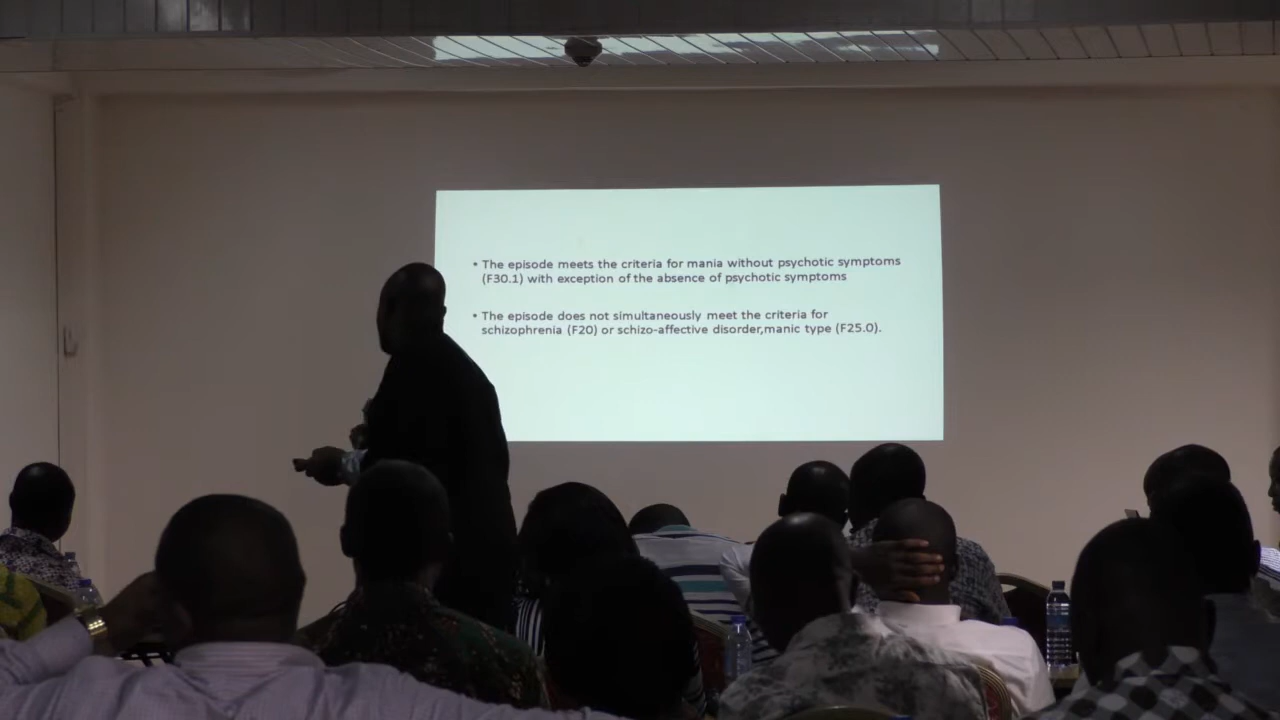 • The episode meets the criteria for mania without psychotic symptoms
(F30.1) with exception of the absence of psychotic symptoms
• The episode does not simultaneously meet the criteria for
schizophrenia (F20) or schizo-affective disorder,manic type (F25.0).